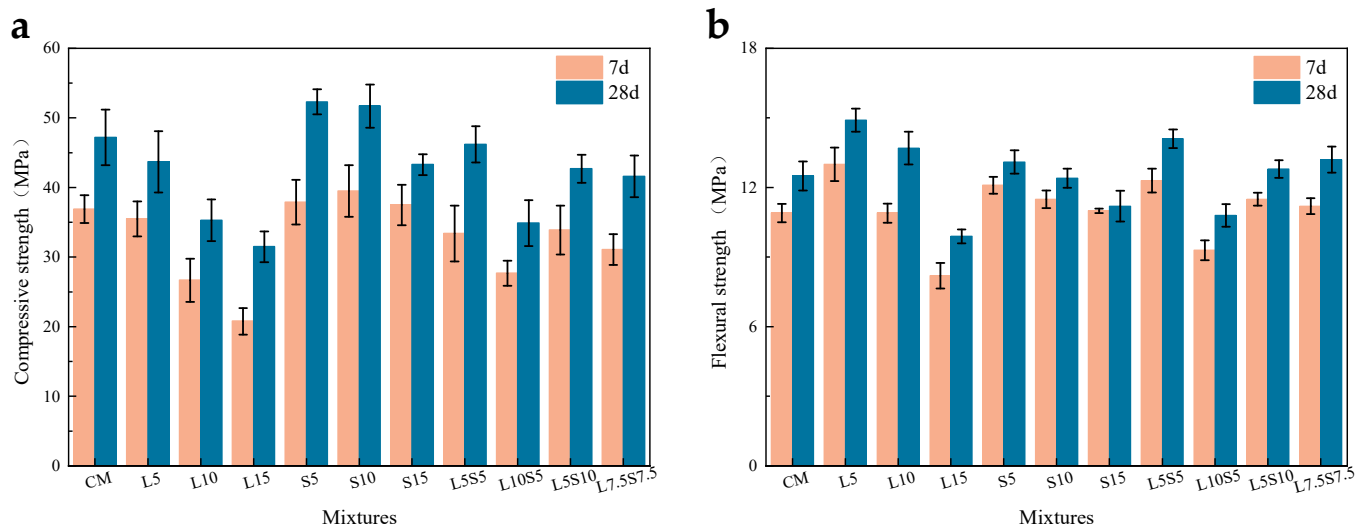 a
60
50
40
30
20
10
0
Compressive strength（MPa）
7d
28d
CM L5 L10 L15 S5 S10 S15 L5S5 L10S5 L5S10 L7.5S7.5
Mixtures
b
18
12
6
0
Flexural strength（MPa）
7d
28d
CM L5 L10 L15 S5 S10 S15 L5S5 L10S5 L5S10 L7.5S7.5
Mixtures